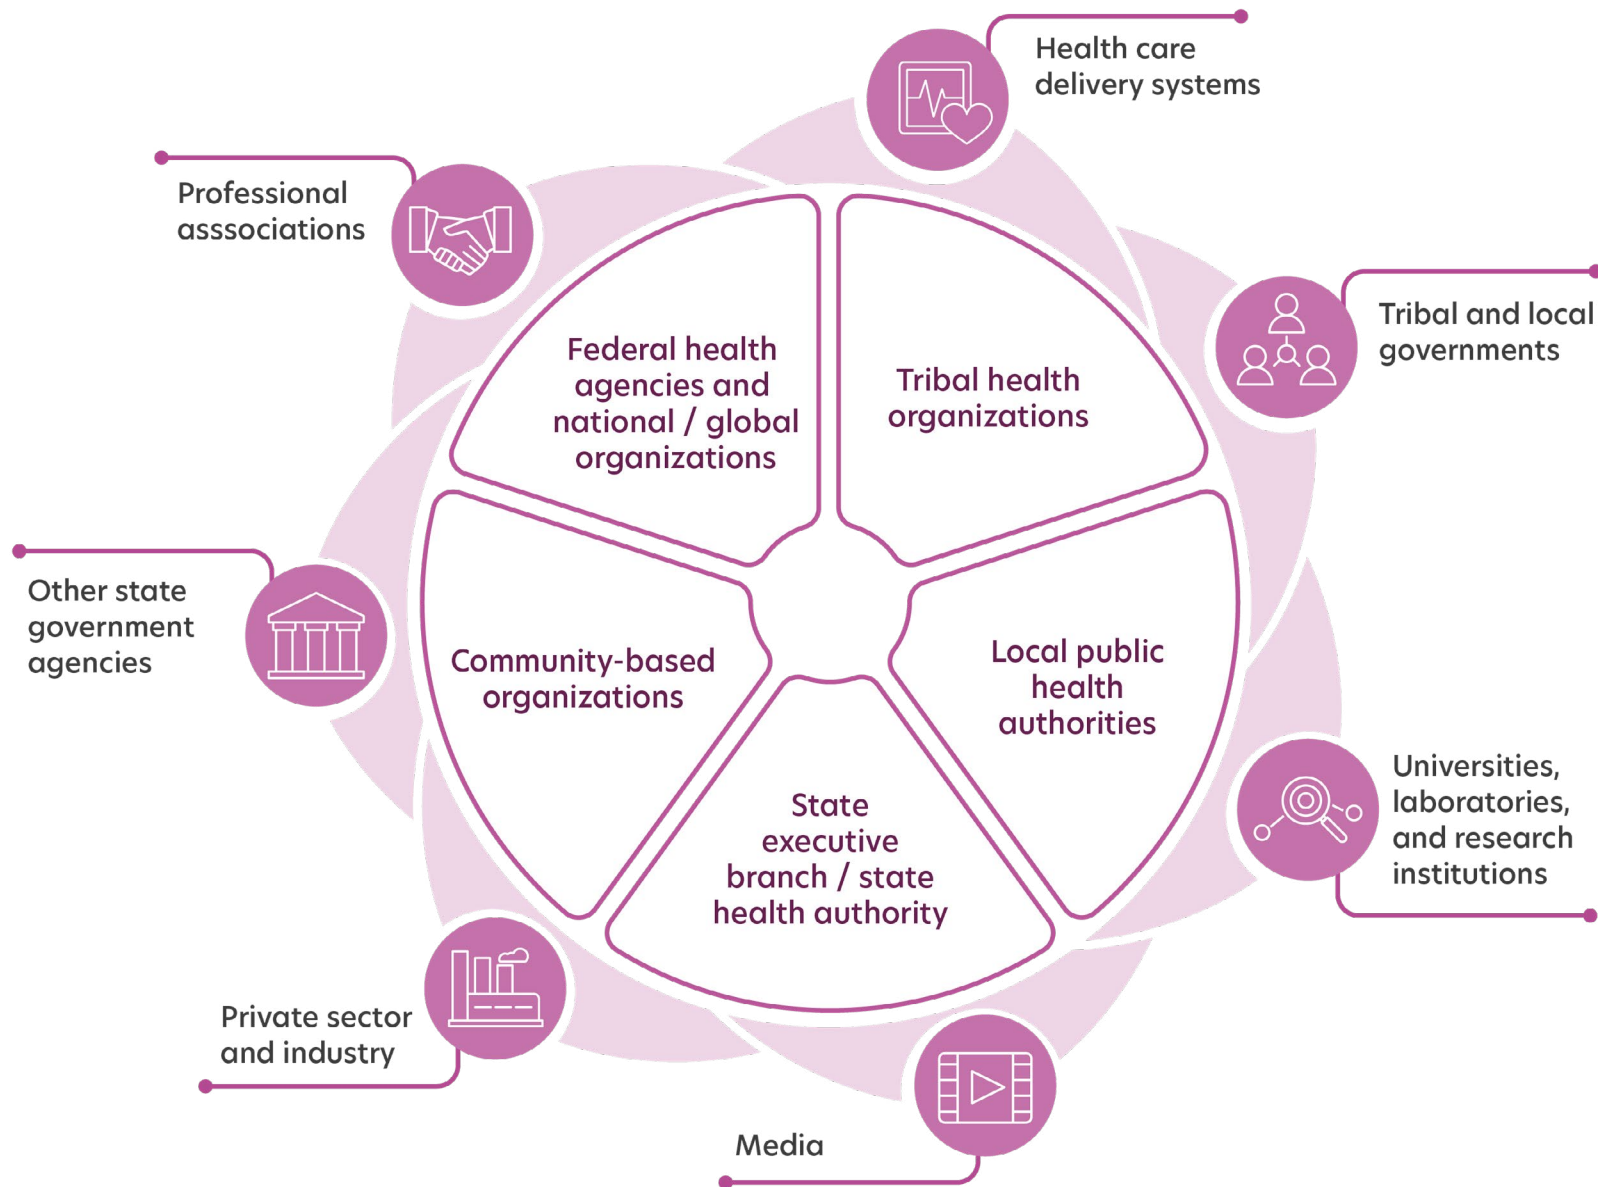 Health care
delivery systems
Professional
asssociations
Tribal and local
governments
Federal health
agencies and
national / global
organizations
Tribal health
organizations
Other state
government
agencies
Community-based
organizations
Local public
health
authorities
Universities,
laboratories,
and research
institutions
State
executive
branch / state
health authority
Private sector
and industry
Media